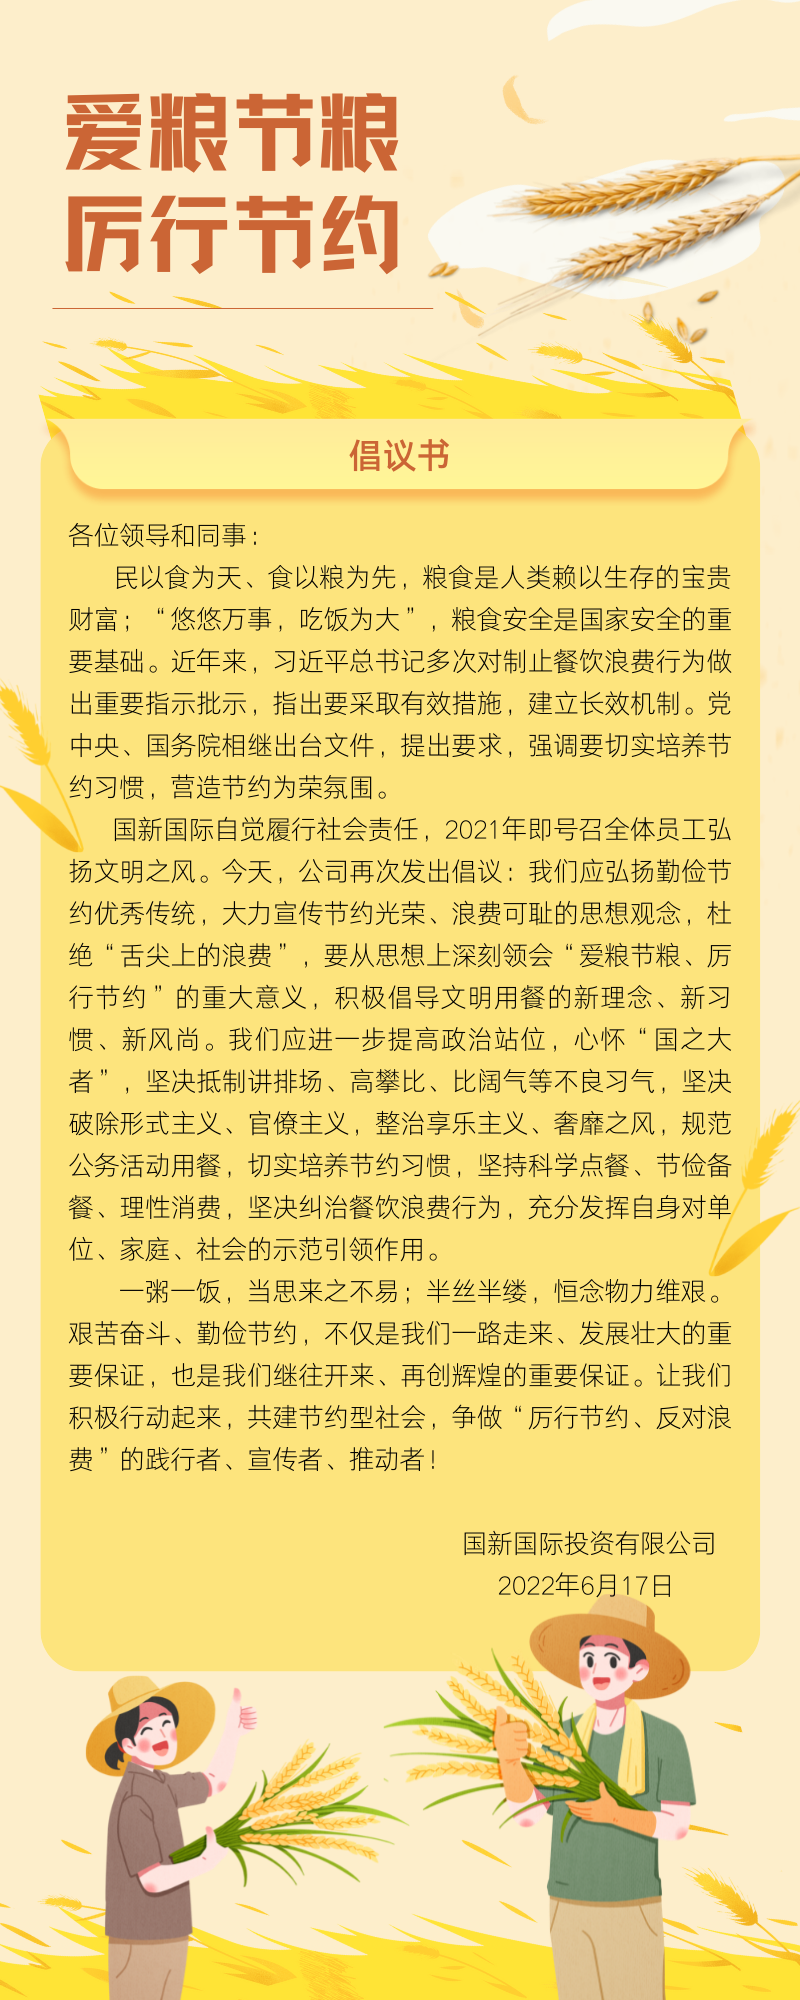 爱粮节粮
厉行节约
倡议书
各位领导和同事：
民以食为天、食以粮为先，粮食是人类赖以生存的宝贵
财富；“悠悠万事，吃饭为大”，粮食安全是国家安全的重
要基础。近年来，习近平总书记多次对制止餐饮浪费行为做
出重要指示批示，指出要采取有效措施，建立长效机制。党
中央、国务院相继出台文件，提出要求，强调要切实培养节
约习惯，营造节约为荣氛围。
国新国际自觉履行社会责任，2021年即号召全体员工弘
扬文明之风。今天，公司再次发出倡议：我们应弘扬勤俭节
约优秀传统，大力宣传节约光荣、浪费可耻的思想观念，杜
绝“舌尖上的浪费”，要从思想上深刻领会“爱粮节粮、厉
行节约”的重大意义，积极倡导文明用餐的新理念、新习
惯、新风尚。我们应进一步提高政治站位，心怀“国之大
者”，坚决抵制讲排场、高攀比、比阔气等不良习气，坚决
破除形式主义、官僚主义，整治享乐主义、奢靡之风，规范
公务活动用餐，切实培养节约习惯，坚持科学点餐、节俭备
餐、理性消费，坚决纠治餐饮浪费行为，充分发挥自身对单
位、家庭、社会的示范引领作用。
一粥一饭，当思来之不易；半丝半缕，恒念物力维艰。
艰苦奋斗、勤俭节约，不仅是我们一路走来、发展壮大的重
要保证，也是我们继往开来、再创辉煌的重要保证。让我们
积极行动起来，共建节约型社会，争做“厉行节约、反对浪
费”的践行者、宣传者、推动者！
国新国际投资有限公司
2022年6月17日